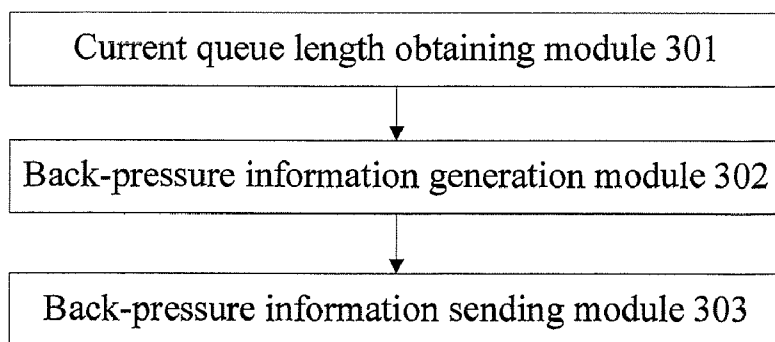 Current queue length obtaining module 301
Back-pressure information generation module 302
Back-pressure information sending module 303